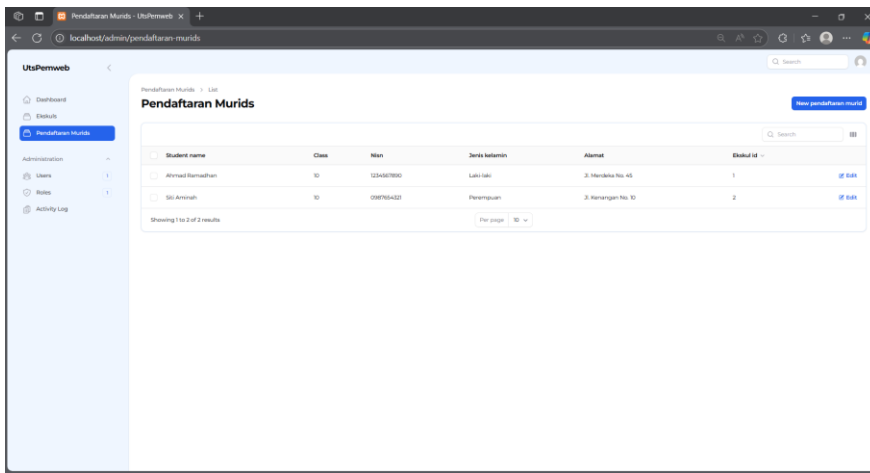 Pendaftaran Murids - UtsPemweb
localhost/admin/pendaftaran-murids
UtsPemweb
Search
Dashboard
Ekskuls
Pendaftaran Murids
Administration
Users 1
Roles 1
Activity Log
Pendaftaran Murids > List
Pendaftaran Murids
New pendaftaran murid
Search
Student name Class Nisn Jenis kelamin Alamat Ekskul id
Ahmad Ramadhan 10 1234567890 Laki-laki Jl. Merdeka No. 45 1 Edit
Siti Aminah 10 0987654321 Perempuan Jl. Kenangan No. 10 2 Edit
Showing 1 to 2 of 2 results
Per page 10